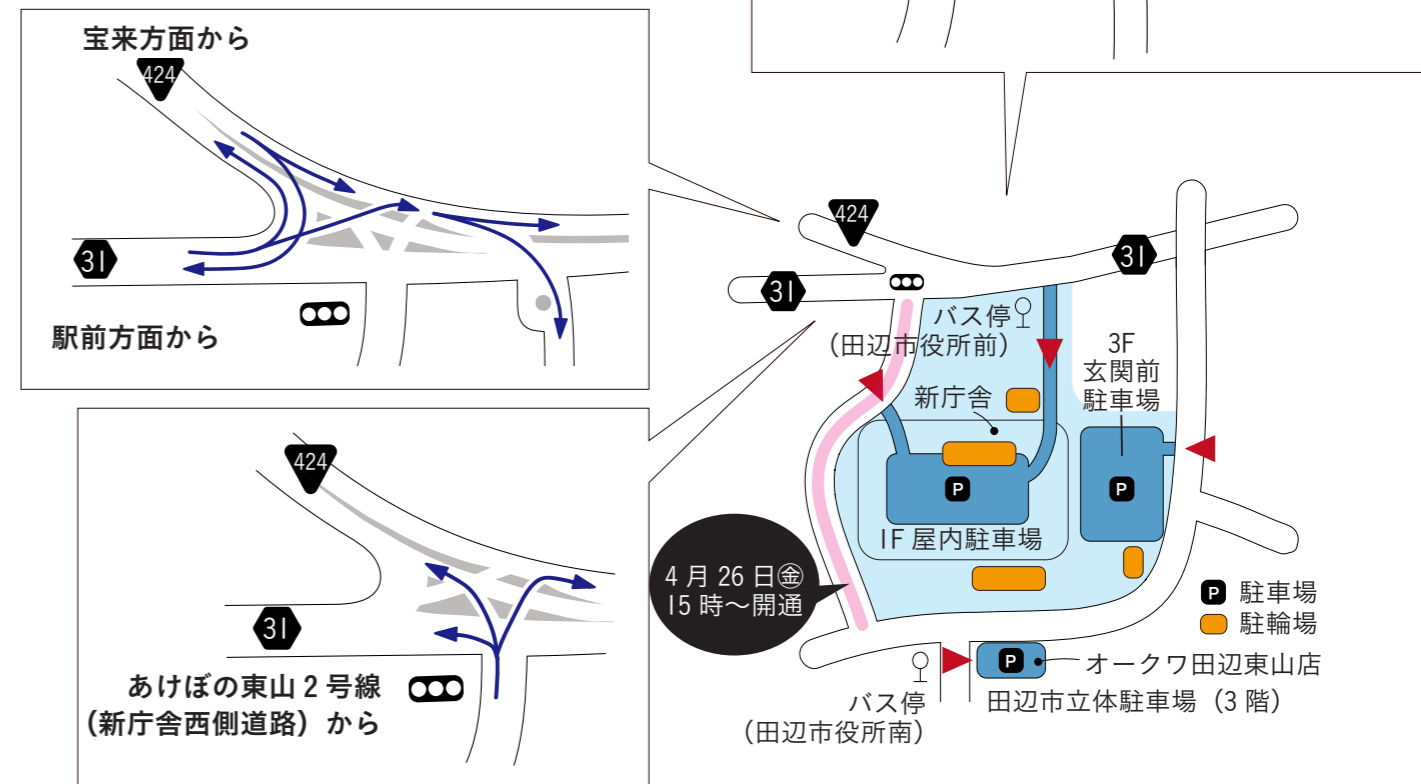 宝来方面から
424
31
駅前方面から
424
31
あけぼの東山2号線
(新庁舎西側道路)から
424
31
31
バス停
(田辺市役所前)
3F
玄関前
駐車場
新庁舎
P
P
1F 屋内駐車場
4月26日㊎
15時~開通
P 駐車場
駐輪場
P
オークワ田辺東山店
田辺市立体駐車場(3階)
バス停
(田辺市役所南)